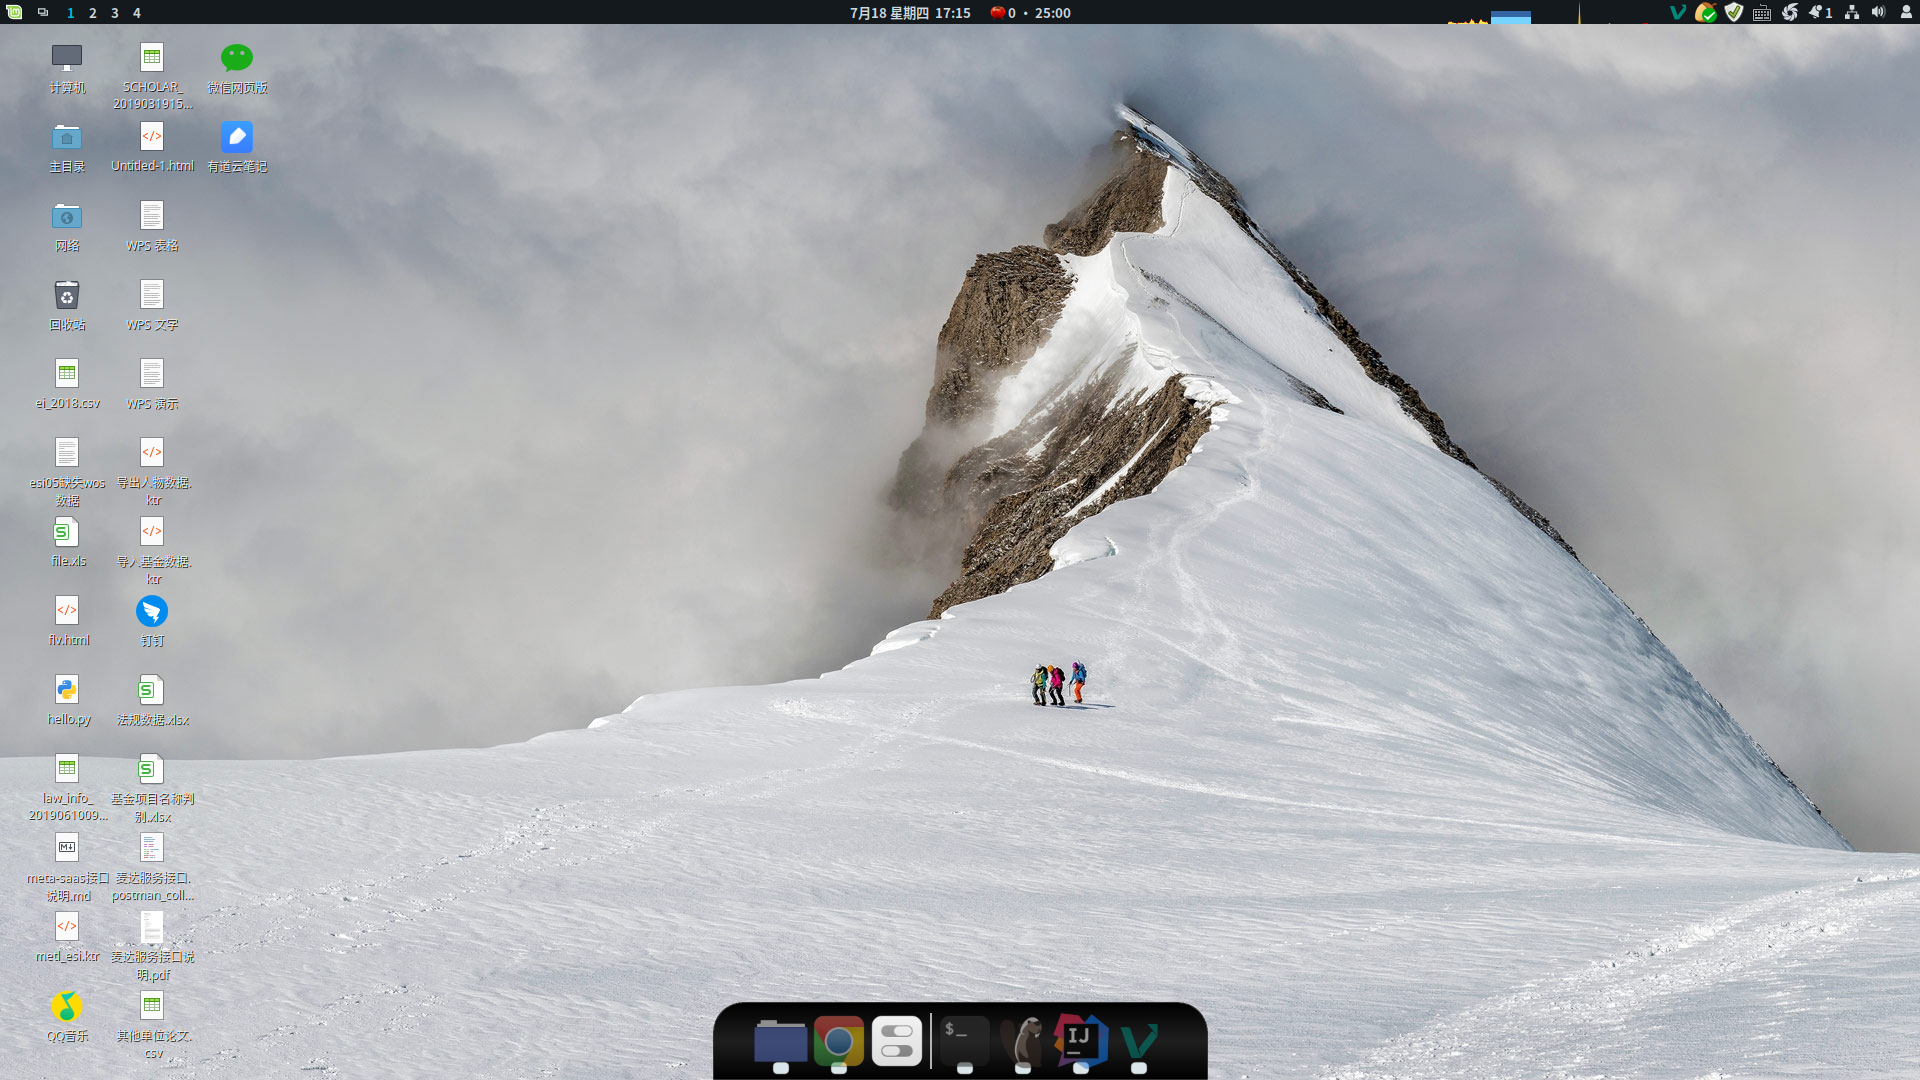 1 2 3 4
7月18 星期四 17:15
0 • 25:00
1
计算机
主目录
网络
回收站
ei_2018.csv
esi05缺失wos
数据
file.xls
flv.html
hello.py
law_info_
2019061009...
meta-saas接口
说明.md
med_esi.ktr
QQ音乐
SCHOLAR_
2019031915...
Untitled-1.html
WPS 表格
WPS 文字
WPS 演示
导出人物数据.
ktr
导入基金数据.
ktr
钉钉
法规数据.xlsx
基金项目名称判
别.xlsx
麦达服务接口.
postman_coll...
麦达服务接口说
明.pdf
其他单位论文.
csv
微信网页版
有道云笔记
$_
IJ